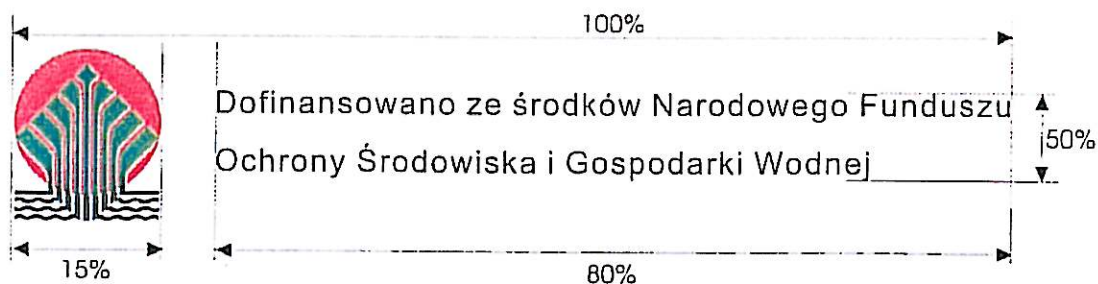 100%
Dofinansowano ze środków Narodowego Funduszu
50%
Ochrony Środowiska i Gospodarki Wodnej
15%
80%